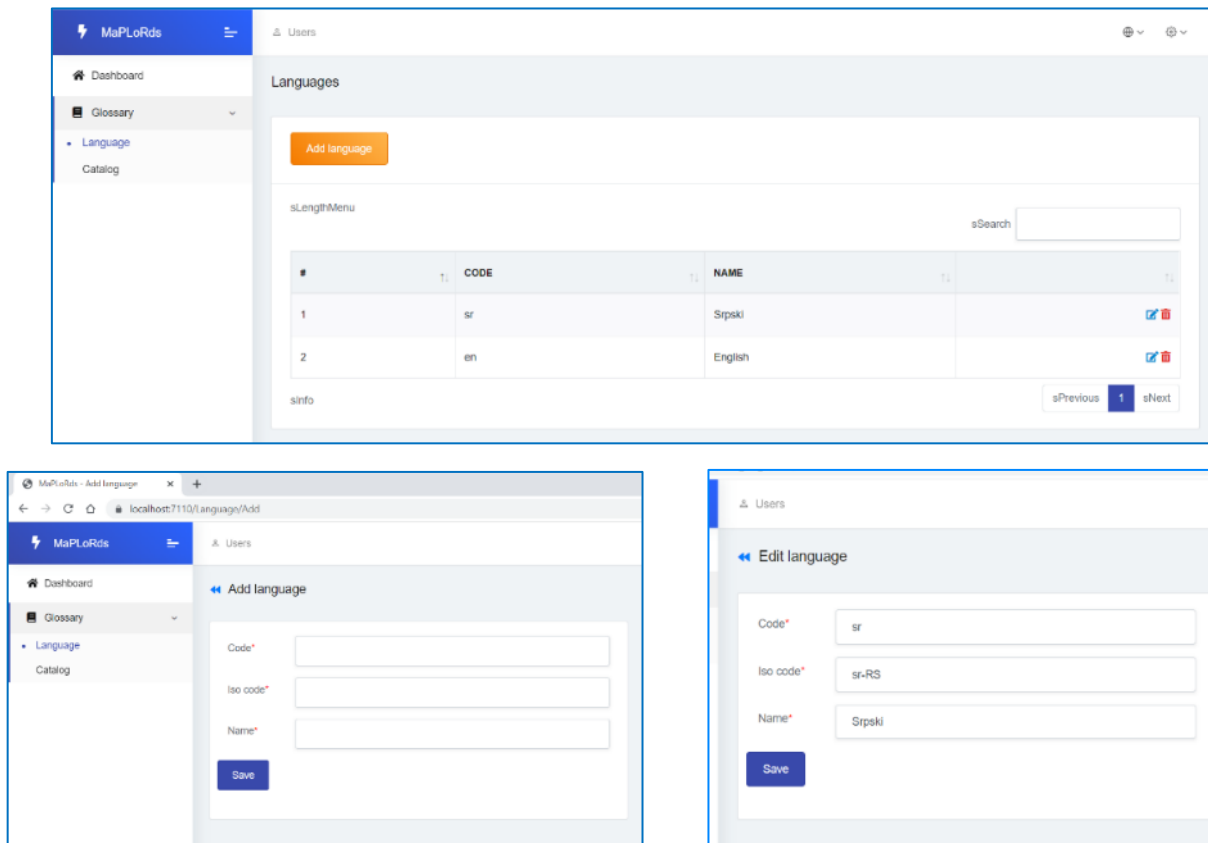 MaPLoRds
Users
Dashboard
Languages
Glossary
Language
Add language
Catalog
sLengthMenu
sSearch
# CODE NAME
1 sr Srpski
2 en English
sInfo
sPrevious 1 sNext
MaPLoRds - Add language
localhost:7110/Language/Add
MaPLoRds
Users
Dashboard
Add language
Glossary
Language
Catalog
Code*
Iso code*
Name*
Save
Users
Edit language
Code* sr
Iso code* sr-RS
Name* Srpski
Save